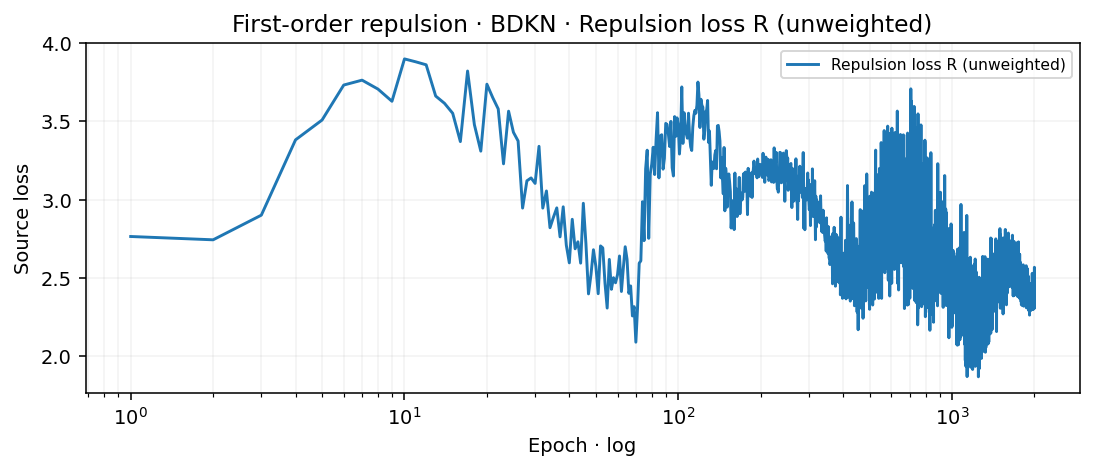 First-order repulsion · BDKN · Repulsion loss R (unweighted)
Repulsion loss R (unweighted)
Source loss
4.0
3.5
3.0
2.5
2.0
10⁰ 10¹ 10² 10³
Epoch · log